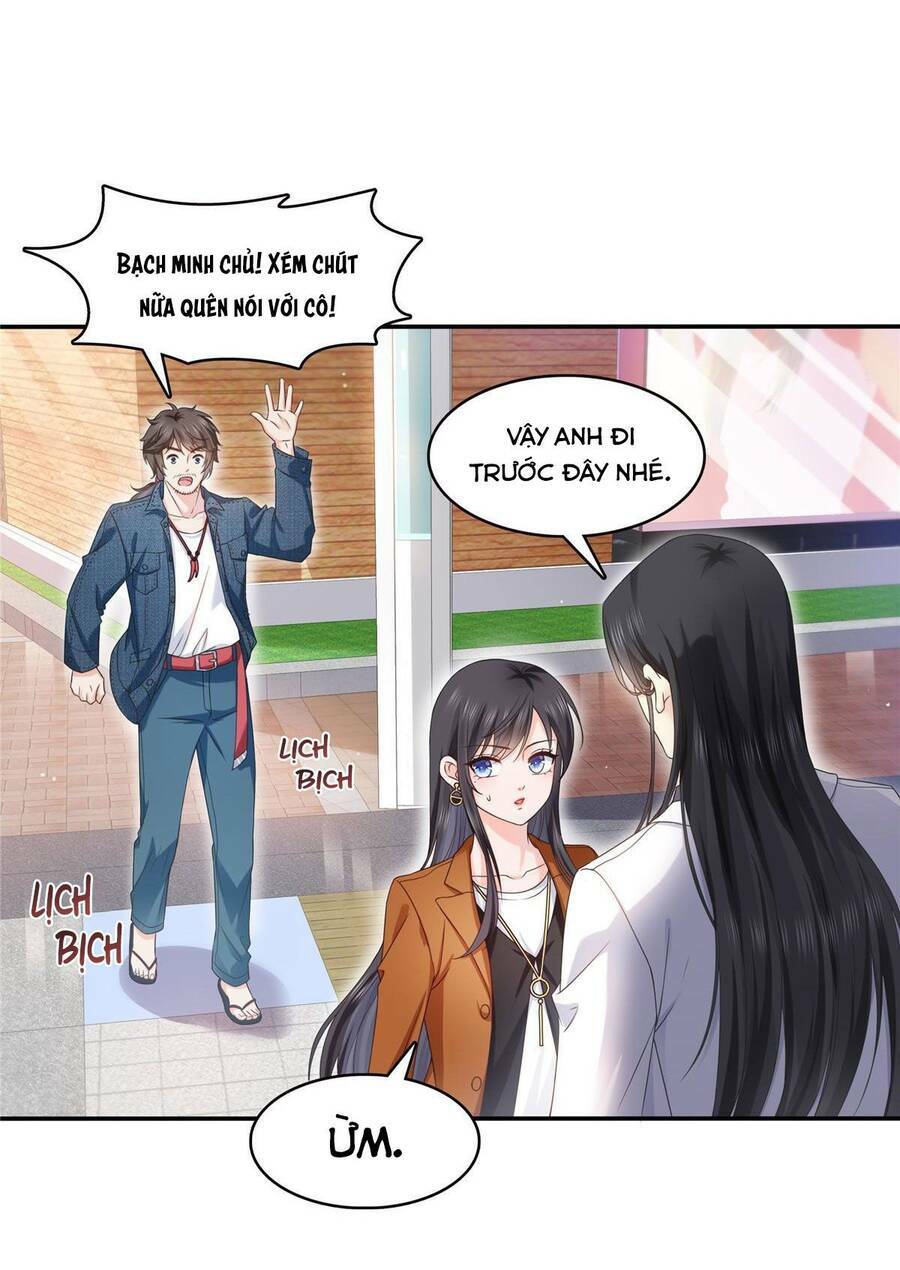 BẠCH MINH CHỦ! XÉM CHÚT
NỮA QUÊN NÓI VỚI CÔ!
VẬY ANH ĐI
TRƯỚC ĐÂY NHÉ.
LỊCH
BỊCH
LỊCH
BỊCH
ỪM.